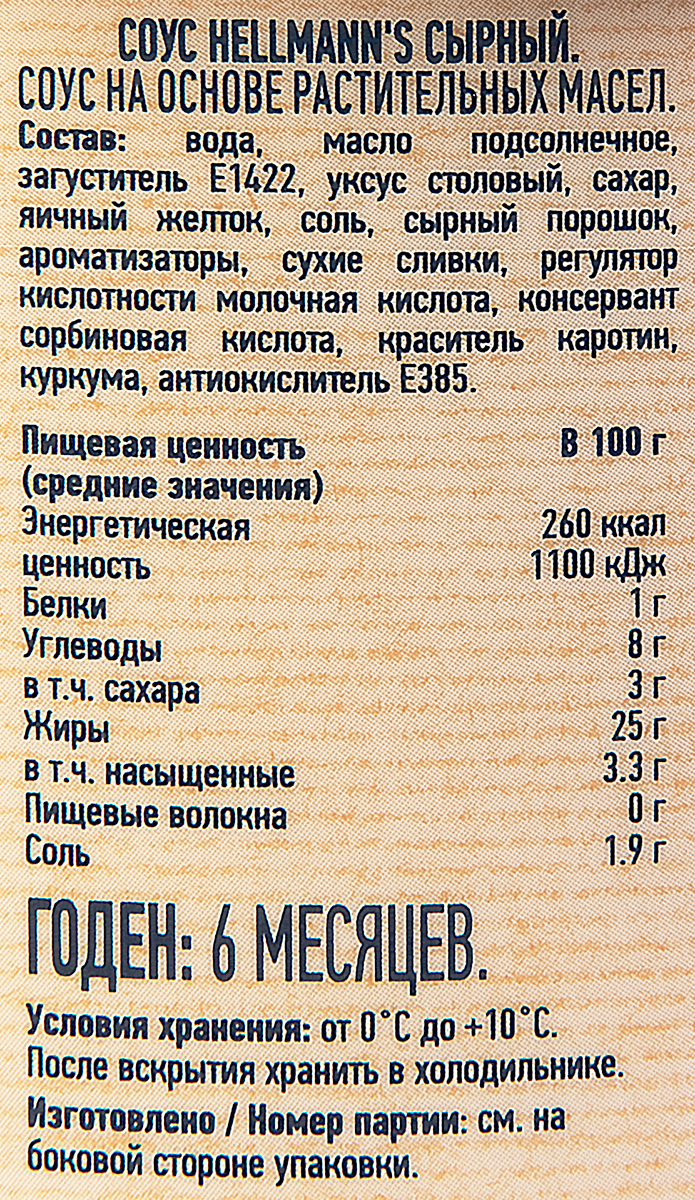 СОУС HELLMANN'S СЫРНЫЙ.
СОУС НА ОСНОВЕ РАСТИТЕЛЬНЫХ МАСЕЛ.
Состав: вода, масло подсолнечное,
загуститель Е1422, уксус столовый, сахар,
яичный желток, соль, сырный порошок,
ароматизаторы, сухие сливки, регулятор
кислотности молочная кислота, консервант
сорбиновая кислота, краситель каротин,
куркума, антиокислитель Е385.
Пищевая ценность В 100 г
(средние значения)
Энергетическая 260 ккал
ценность 1100 кДж
Белки 1 г
Углеводы 8 г
в т.ч. сахара 3 г
Жиры 25 г
в т.ч. насыщенные 3.3 г
Пищевые волокна 0 г
Соль 1.9 г
ГОДЕН: 6 МЕСЯЦЕВ.
Условия хранения: от 0°С до +10°С.
После вскрытия хранить в холодильнике.
Изготовлено / Номер партии: см. на
боковой стороне упаковки.